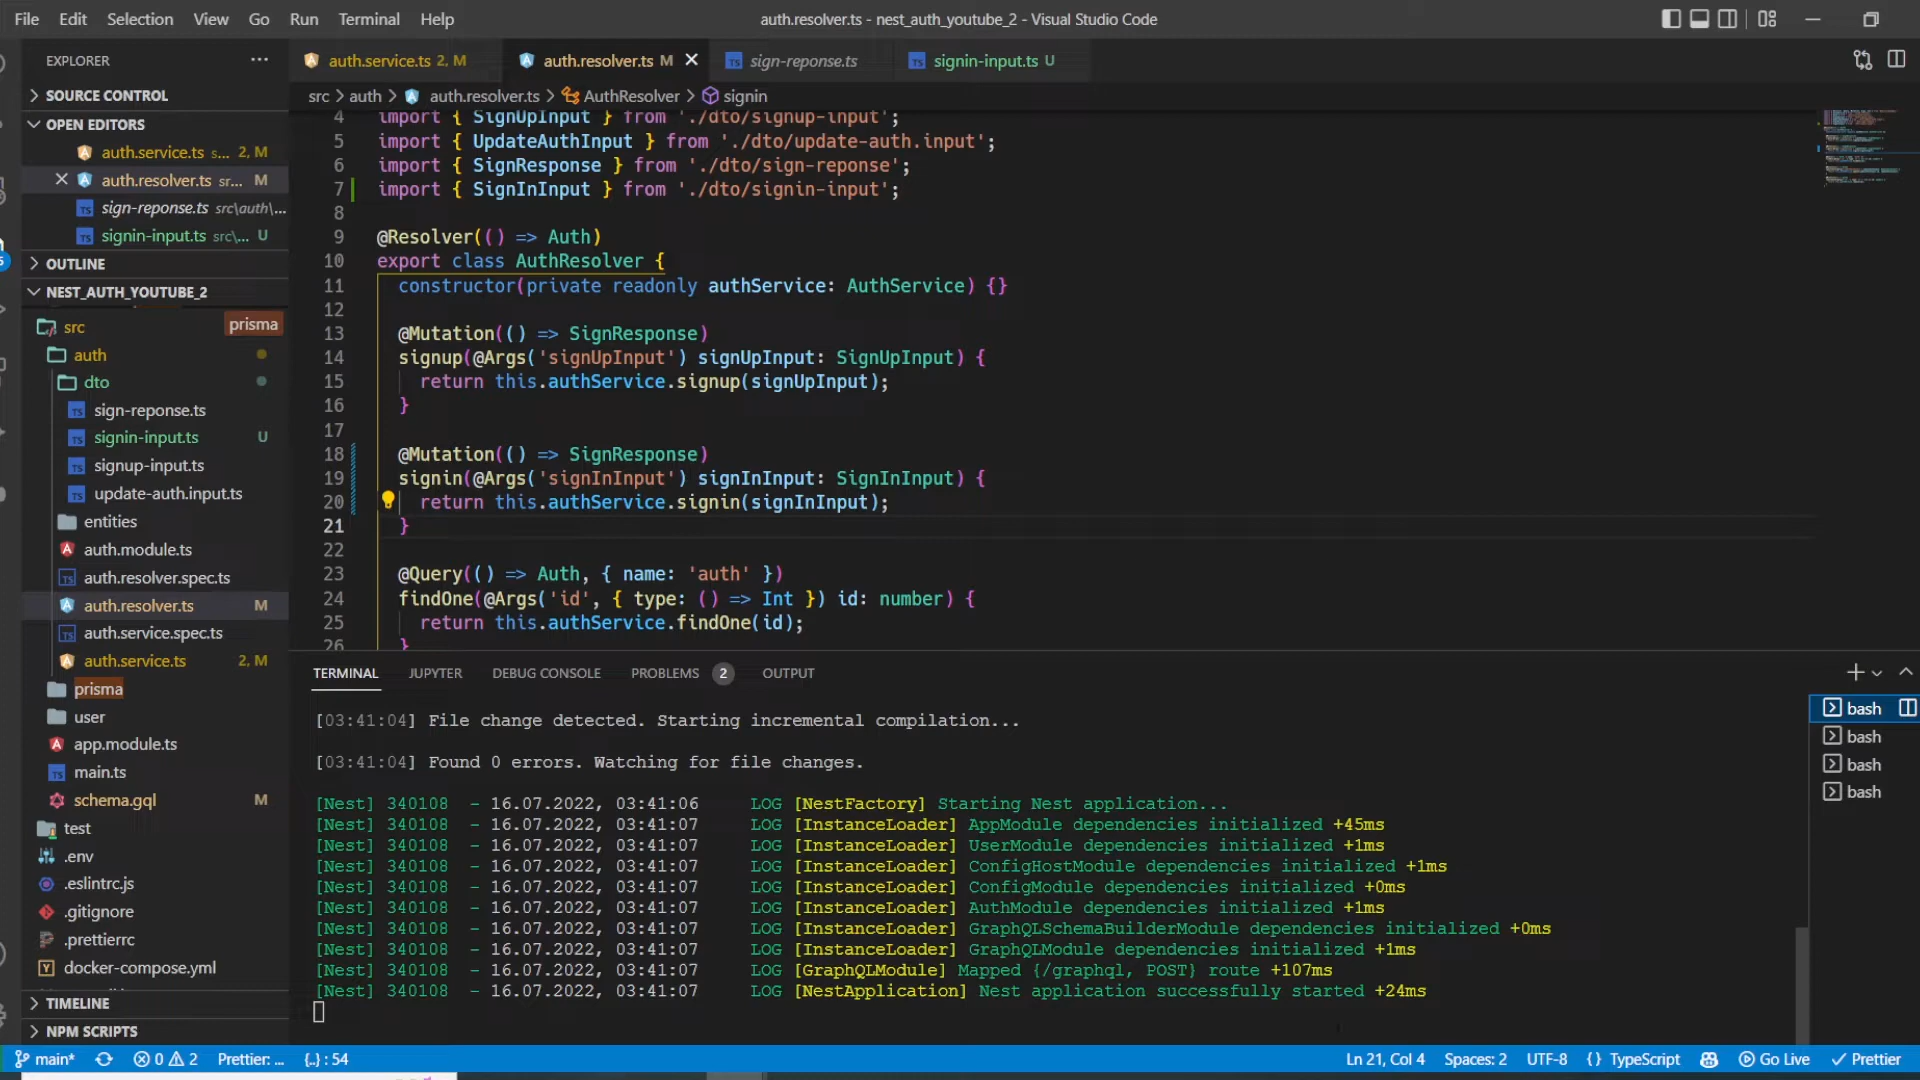 File Edit Selection View Go Run Terminal Help
auth.resolver.ts - nest_auth_youtube_2 - Visual Studio Code
EXPLORER
SOURCE CONTROL
OPEN EDITORS
auth.service.ts s... 2, M
auth.resolver.ts sr... M
sign-reponse.ts src\auth\...
signin-input.ts src\... U
OUTLINE
NEST_AUTH_YOUTUBE_2
src
prisma
auth
dto
sign-reponse.ts
signin-input.ts U
signup-input.ts
update-auth.input.ts
entities
auth.module.ts
auth.resolver.spec.ts
auth.resolver.ts M
auth.service.spec.ts
auth.service.ts 2, M
prisma
user
app.module.ts
main.ts
schema.gql M
test
.env
.eslintrc.js
.gitignore
.prettierrc
docker-compose.yml
TIMELINE
NPM SCRIPTS
auth.service.ts 2, M
auth.resolver.ts M
sign-reponse.ts
signin-input.ts U
src > auth > auth.resolver.ts > AuthResolver > signin
4 import { SignUpInput } from './dto/signup-input';
5 import { UpdateAuthInput } from './dto/update-auth.input';
6 import { SignResponse } from './dto/sign-reponse';
7 import { SignInInput } from './dto/signin-input';
8
9 @Resolver(() => Auth)
10 export class AuthResolver {
11 constructor(private readonly authService: AuthService) {}
12
13 @Mutation(() => SignResponse)
14 signup(@Args('signUpInput') signUpInput: SignUpInput) {
15 return this.authService.signup(signUpInput);
16 }
17
18 @Mutation(() => SignResponse)
19 signin(@Args('signInInput') signInInput: SignInInput) {
20 return this.authService.signin(signInInput);
21 }
22
23 @Query(() => Auth, { name: 'auth' })
24 findOne(@Args('id', { type: () => Int }) id: number) {
25 return this.authService.findOne(id);
26 }
TERMINAL JUPYTER DEBUG CONSOLE PROBLEMS 2 OUTPUT
[03:41:04] File change detected. Starting incremental compilation...
[03:41:04] Found 0 errors. Watching for file changes.
[Nest] 340108 - 16.07.2022, 03:41:06 LOG [NestFactory] Starting Nest application...
[Nest] 340108 - 16.07.2022, 03:41:07 LOG [InstanceLoader] AppModule dependencies initialized +45ms
[Nest] 340108 - 16.07.2022, 03:41:07 LOG [InstanceLoader] UserModule dependencies initialized +1ms
[Nest] 340108 - 16.07.2022, 03:41:07 LOG [InstanceLoader] ConfigHostModule dependencies initialized +1ms
[Nest] 340108 - 16.07.2022, 03:41:07 LOG [InstanceLoader] ConfigModule dependencies initialized +0ms
[Nest] 340108 - 16.07.2022, 03:41:07 LOG [InstanceLoader] AuthModule dependencies initialized +1ms
[Nest] 340108 - 16.07.2022, 03:41:07 LOG [InstanceLoader] GraphQLSchemaBuilderModule dependencies initialized +0ms
[Nest] 340108 - 16.07.2022, 03:41:07 LOG [InstanceLoader] GraphQLModule dependencies initialized +1ms
[Nest] 340108 - 16.07.2022, 03:41:07 LOG [GraphQLModule] Mapped {/graphql, POST} route +107ms
[Nest] 340108 - 16.07.2022, 03:41:07 LOG [NestApplication] Nest application successfully started +24ms
bash
bash
bash
bash
main* 0 2 Prettier: ... {..} : 54
Ln 21, Col 4 Spaces: 2 UTF-8 {} TypeScript Go Live Prettier